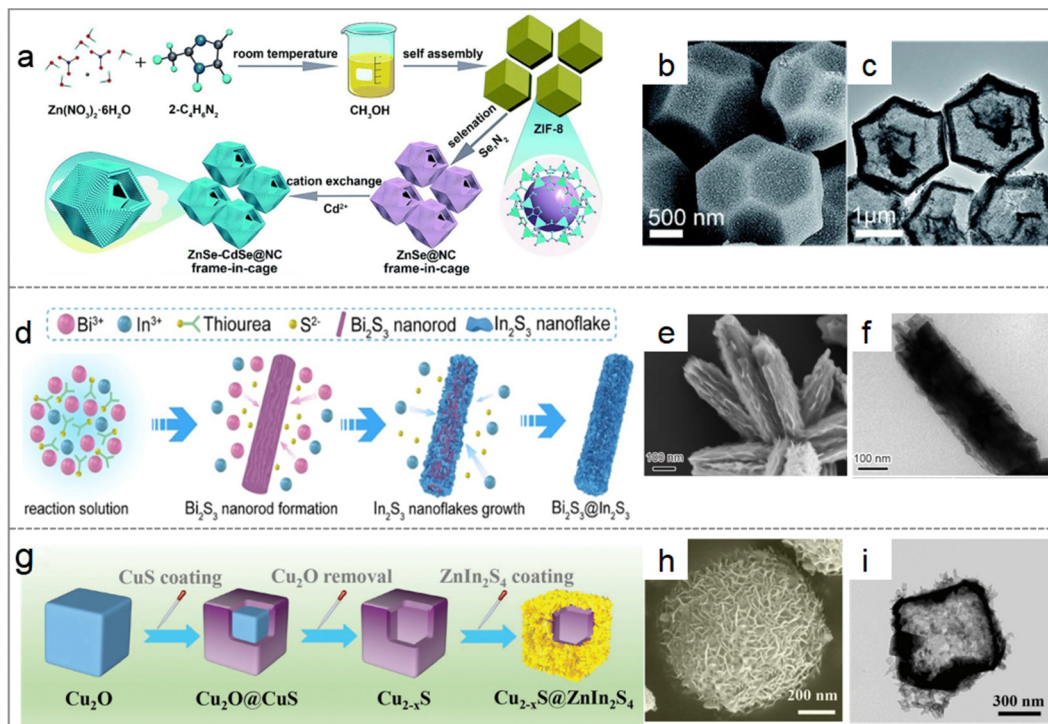 a
Zn(NO₃)₂·6H₂O
+
2-C₄H₆N₂
room temperature
CH₃OH
self assembly
ZIF-8
selenation
Se,N₂
ZnSe@NC
frame-in-cage
cation exchange
Cd²⁺
ZnSe-CdSe@NC
frame-in-cage
b
500 nm
c
1μm
d
Bi³⁺ In³⁺ Thiourea S²⁻ Bi₂S₃ nanorod In₂S₃ nanoflake
reaction solution
Bi₂S₃ nanorod formation
In₂S₃ nanoflakes growth
Bi₂S₃@In₂S₃
e
100 nm
f
100 nm
g
CuS coating
Cu₂O removal
ZnIn₂S₄ coating
Cu₂O
Cu₂O@CuS
Cu₂₋ₓS
Cu₂₋ₓS@ZnIn₂S₄
h
200 nm
i
300 nm